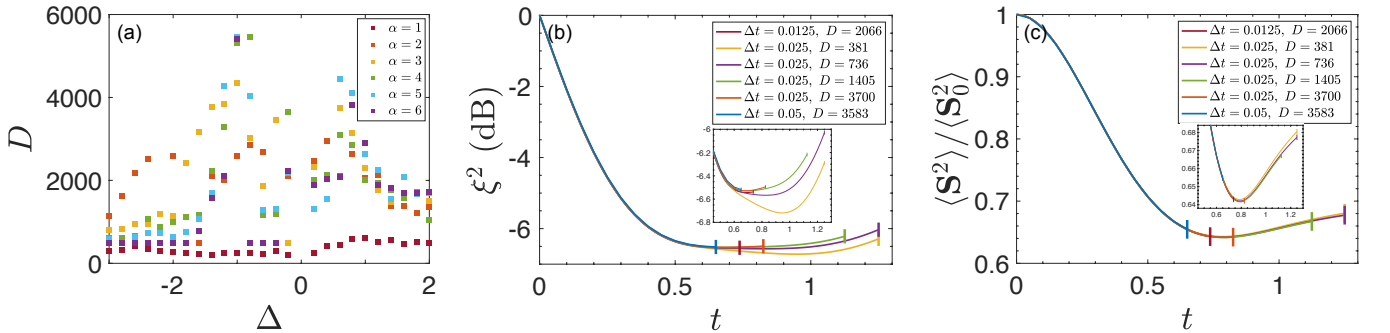 (a)
D
6000
4000
2000
0
-2
0
2
Δ
α = 1
α = 2
α = 3
α = 4
α = 5
α = 6
(b)
ξ² (dB)
0
-2
-4
-6
0
0.5
1
t
Δt = 0.0125, D = 2066
Δt = 0.025, D = 381
Δt = 0.025, D = 736
Δt = 0.025, D = 1405
Δt = 0.025, D = 3700
Δt = 0.05, D = 3583
-6
-6.2
-6.4
-6.6
-6.8
0.6
0.8
1
1.2
(c)
⟨S²⟩/⟨S₀²⟩
1
0.9
0.8
0.7
0.6
0
0.5
1
t
Δt = 0.0125, D = 2066
Δt = 0.025, D = 381
Δt = 0.025, D = 736
Δt = 0.025, D = 1405
Δt = 0.025, D = 3700
Δt = 0.05, D = 3583
0.68
0.67
0.66
0.65
0.64
0.6
0.8
1
1.2